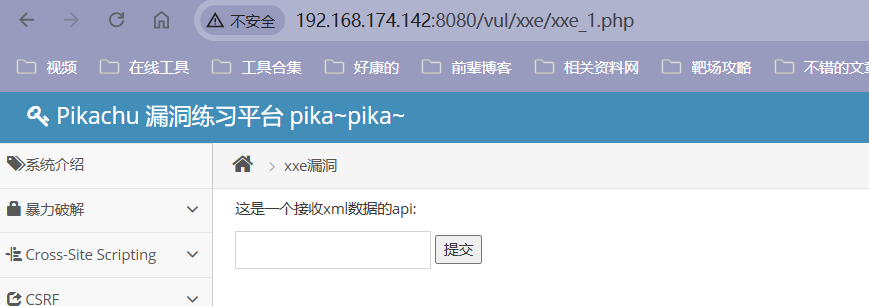 不安全 192.168.174.142:8080/vul/xxe/xxe_1.php
视频 在线工具 工具合集 好康的 前辈博客 相关资料网 靶场攻略 不错的文章
Pikachu 漏洞练习平台 pika~pika~
系统介绍
xxe漏洞
暴力破解
这是一个接收xml数据的api:
提交
Cross-Site Scripting
CSRF